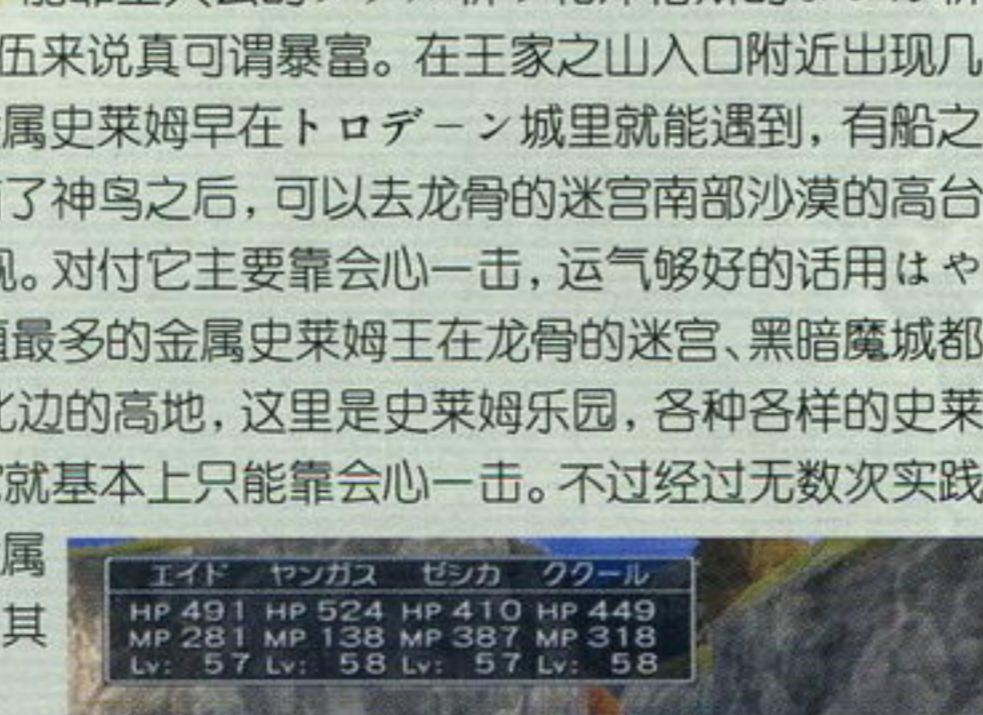 伍来说真可谓暴富。在王家之山入口附近出现几
属史莱姆早在トロデーン城里就能遇到，有船之
了神鸟之后，可以去龙骨的迷宫南部沙漠的高台
现。对付它主要靠会心一击，运气够好的话用はや
值最多的金属史莱姆王在龙骨的迷宫、黑暗魔城都
北边的高地，这里是史莱姆乐园，各种各样的史莱
就基本上只能靠会心一击。不过经过无数次实践
属
其
エイド ヤンガス ゼシカ ククール
HP 491 HP 524 HP 410 HP 449
MP 281 MP 138 MP 387 MP 318
Lv: 57 Lv: 58 Lv: 57 Lv: 58